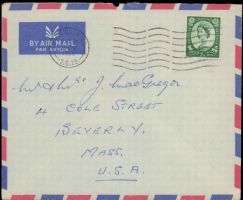 BY AIR MAIL
PAR AVION
Mr & Mrs J. MacGregor
4 COLE STREET
BEVERLY.
MASS.
U.S.A.